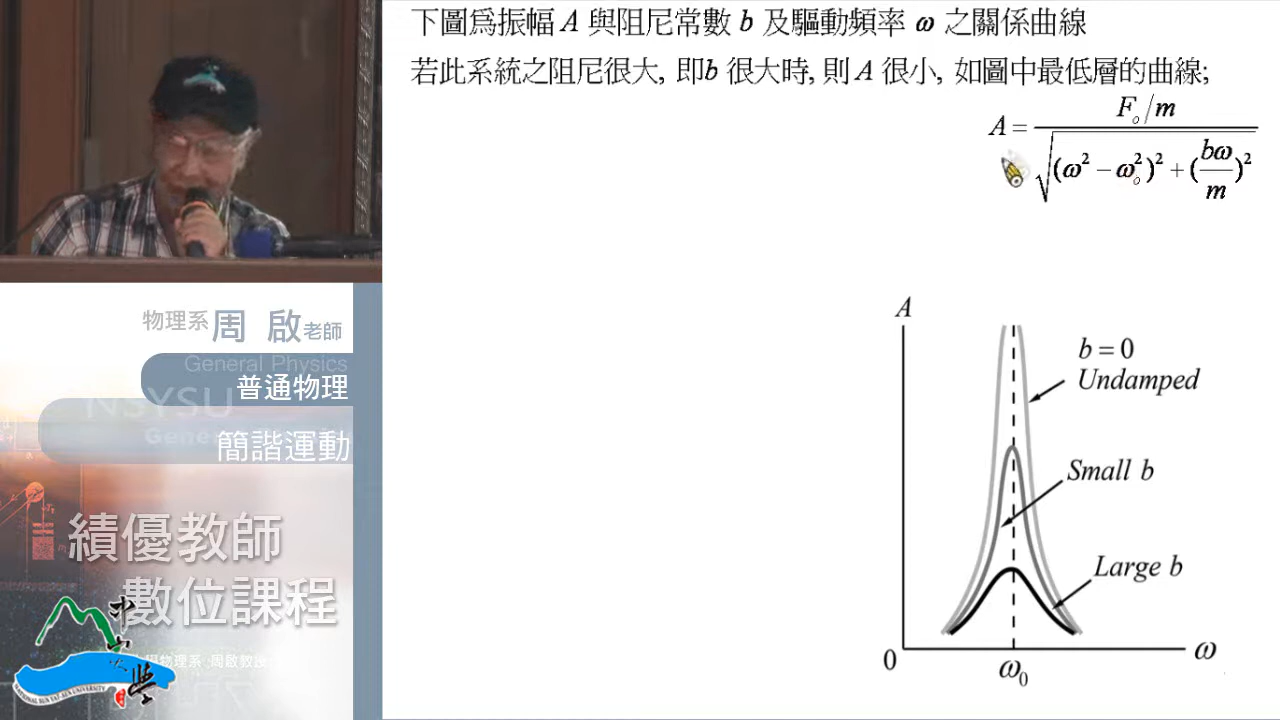 下圖為振幅 A 與阻尼常數 b 及驅動頻率 ω 之關係曲線
若此系統之阻尼很大, 即b 很大時, 則 A 很小, 如圖中最低層的曲線;
A = F₀/m / √((ω² − ω₀²)² + (bω/m)²)
物理系 周 啟 老師
General Physics
普通物理
NSYSU
簡諧運動
績優教師
數位課程
A
b = 0
Undamped
Small b
Large b
0
ω₀
ω